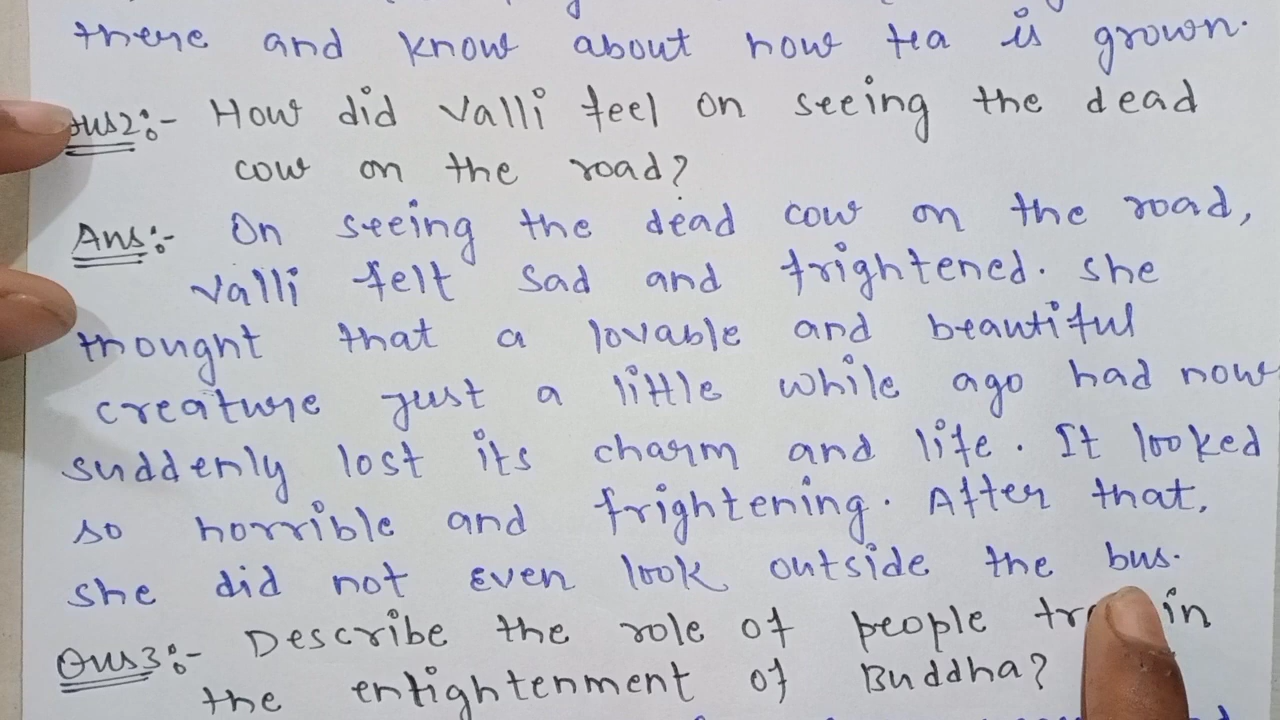 there and know about how tea is grown.
Ous2:- How did Valli feel on seeing the dead
cow on the road?
Ans:- On seeing the dead cow on the road,
Valli felt sad and frightened. She
thought that a lovable and beautiful
creature just a little while ago had now
suddenly lost its charm and life. It looked
so horrible and frightening. After that,
she did not even look outside the bus.
Ous3:- Describe the role of people in
the enlightenment of Buddha?